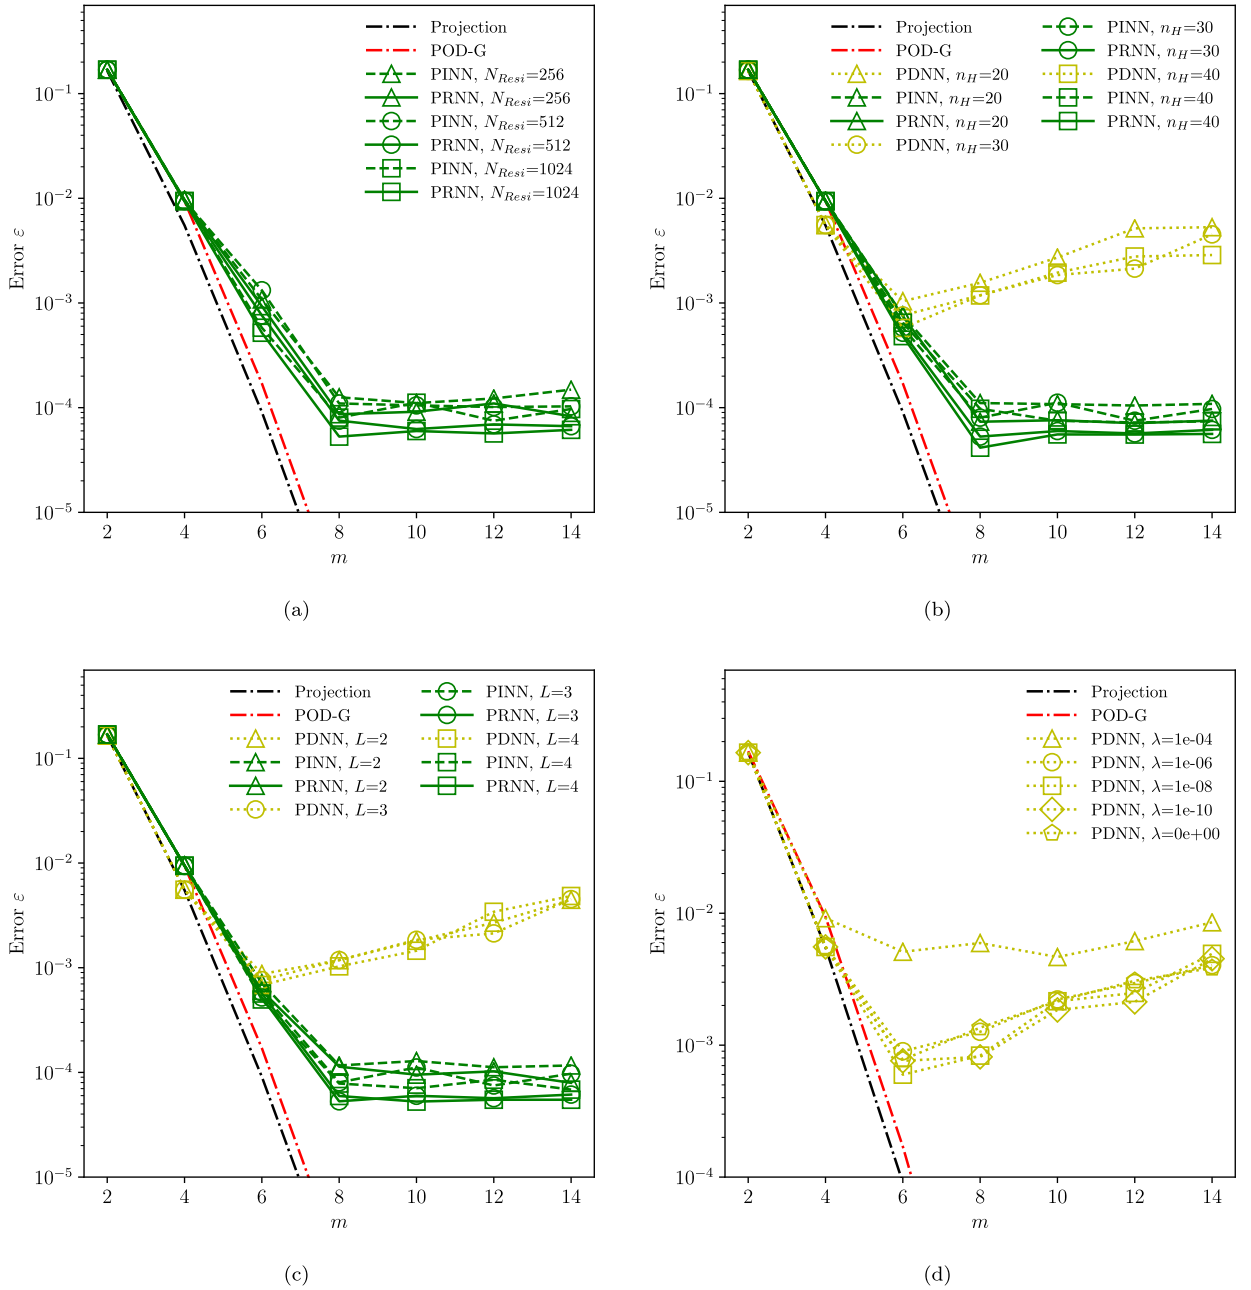 Projection
POD-G
PINN, N_Resi=256
PRNN, N_Resi=256
PINN, N_Resi=512
PRNN, N_Resi=512
PINN, N_Resi=1024
PRNN, N_Resi=1024
10⁻¹
10⁻²
10⁻³
10⁻⁴
10⁻⁵
Error ε
2 4 6 8 10 12 14
m
(a)
Projection
POD-G
PDNN, n_H=20
PINN, n_H=20
PRNN, n_H=20
PDNN, n_H=30
PINN, n_H=30
PRNN, n_H=30
PDNN, n_H=40
PINN, n_H=40
PRNN, n_H=40
10⁻¹
10⁻²
10⁻³
10⁻⁴
10⁻⁵
Error ε
2 4 6 8 10 12 14
m
(b)
Projection
POD-G
PDNN, L=2
PINN, L=2
PRNN, L=2
PDNN, L=3
PINN, L=3
PRNN, L=3
PDNN, L=4
PINN, L=4
PRNN, L=4
10⁻¹
10⁻²
10⁻³
10⁻⁴
10⁻⁵
Error ε
2 4 6 8 10 12 14
m
(c)
Projection
POD-G
PDNN, λ=1e-04
PDNN, λ=1e-06
PDNN, λ=1e-08
PDNN, λ=1e-10
PDNN, λ=0e+00
10⁻¹
10⁻²
10⁻³
10⁻⁴
Error ε
2 4 6 8 10 12 14
m
(d)